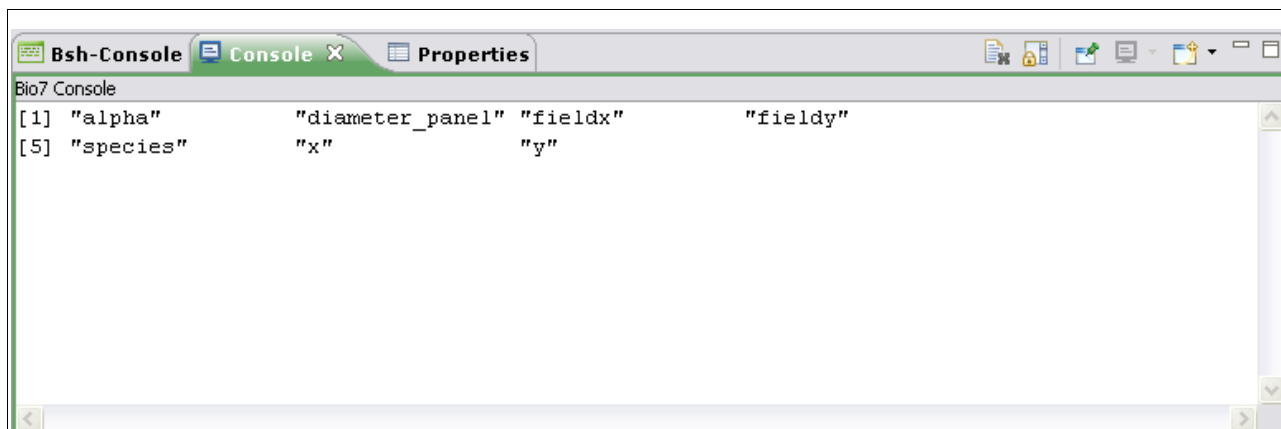 Bsh-Console Console Properties
Bio7 Console
[1] "alpha" "diameter_panel" "fieldx" "fieldy"
[5] "species" "x" "y"